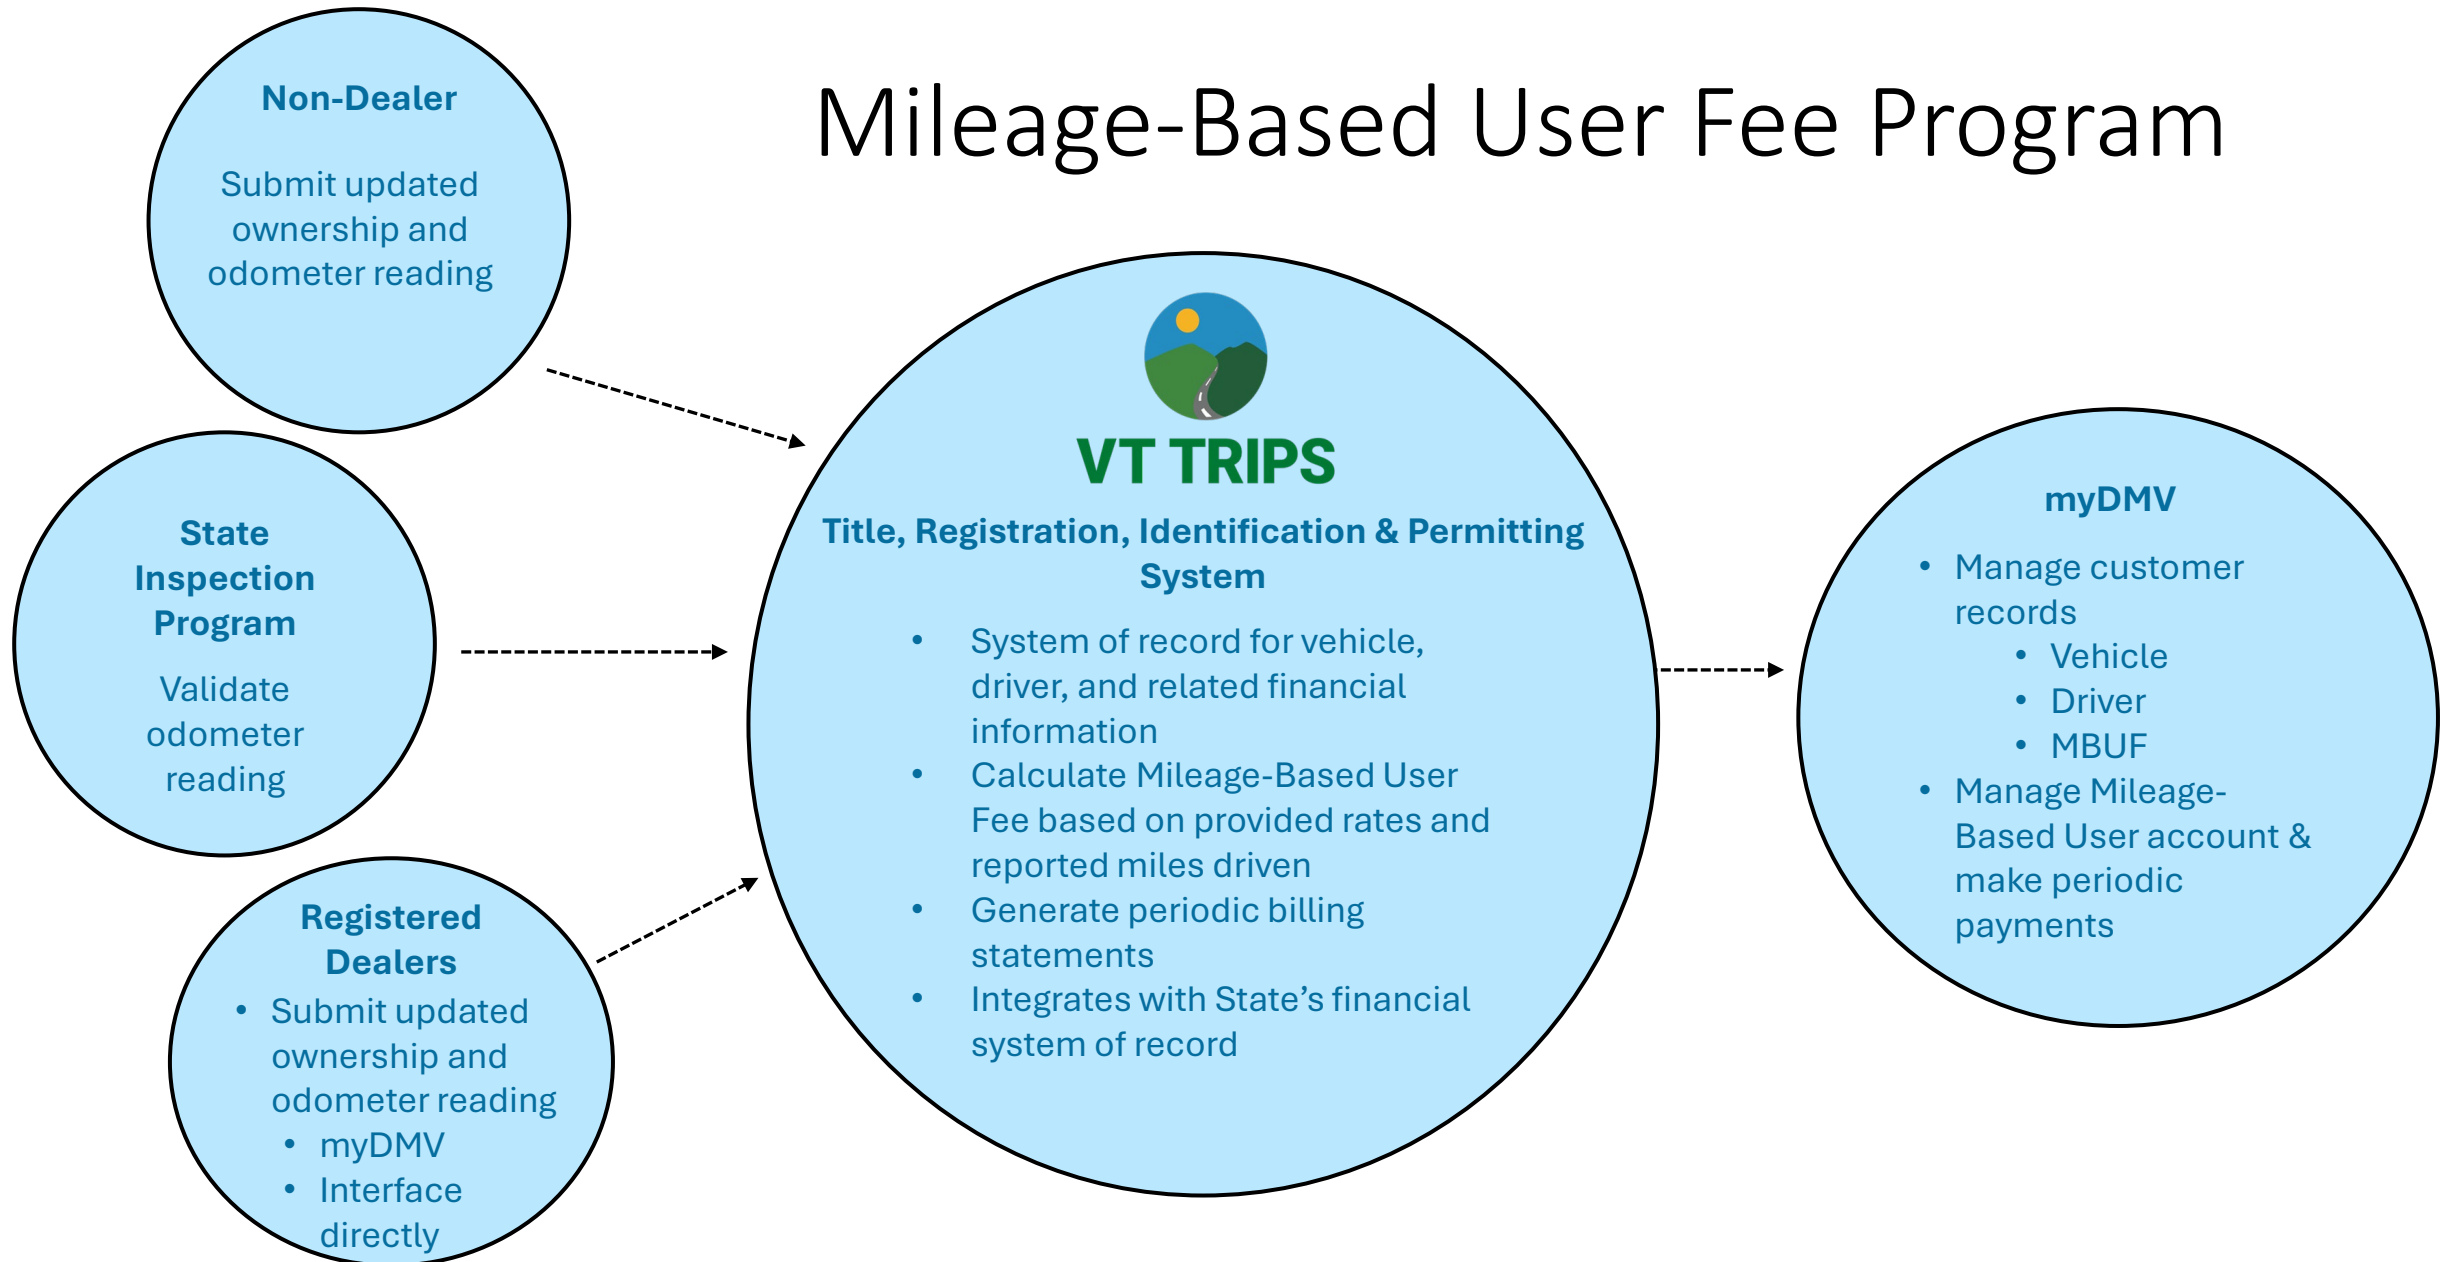 Mileage-Based User Fee Program
Non-Dealer
Submit updated
ownership and
odometer reading
State
Inspection
Program
Validate
odometer
reading
Registered
Dealers
• Submit updated
ownership and
odometer reading
• myDMV
• Interface
directly
VT TRIPS
Title, Registration, Identification & Permitting
System
• System of record for vehicle,
driver, and related financial
information
• Calculate Mileage-Based User
Fee based on provided rates and
reported miles driven
• Generate periodic billing
statements
• Integrates with State’s financial
system of record
myDMV
• Manage customer
records
• Vehicle
• Driver
• MBUF
• Manage Mileage-
Based User account &
make periodic
payments